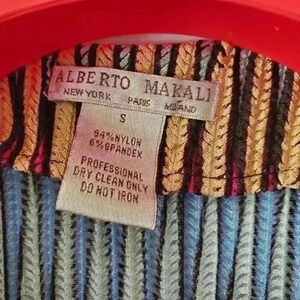 ALBERTO MAKALI
NEW YORK PARIS MILANO
S
94%NYLON
6%SPANDEX
PROFESSIONAL
DRY CLEAN ONLY
DO NOT IRON